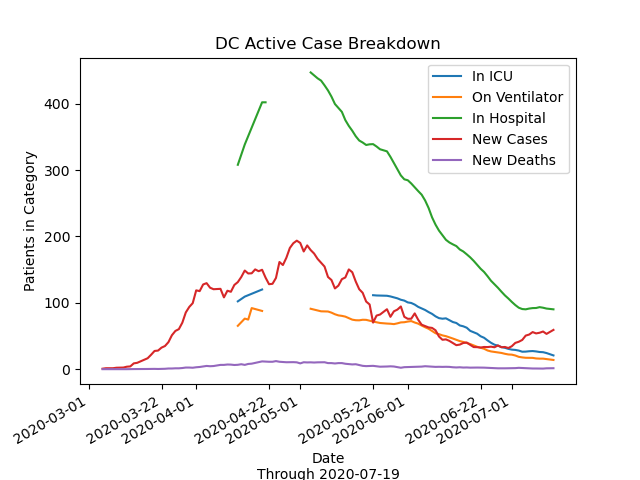 DC Active Case Breakdown
In ICU
On Ventilator
In Hospital
New Cases
New Deaths
Patients in Category
400
300
200
100
0
2020-03-01
2020-03-22
2020-04-01
2020-04-22
2020-05-01
2020-05-22
2020-06-01
2020-06-22
2020-07-01
Date
Through 2020-07-19